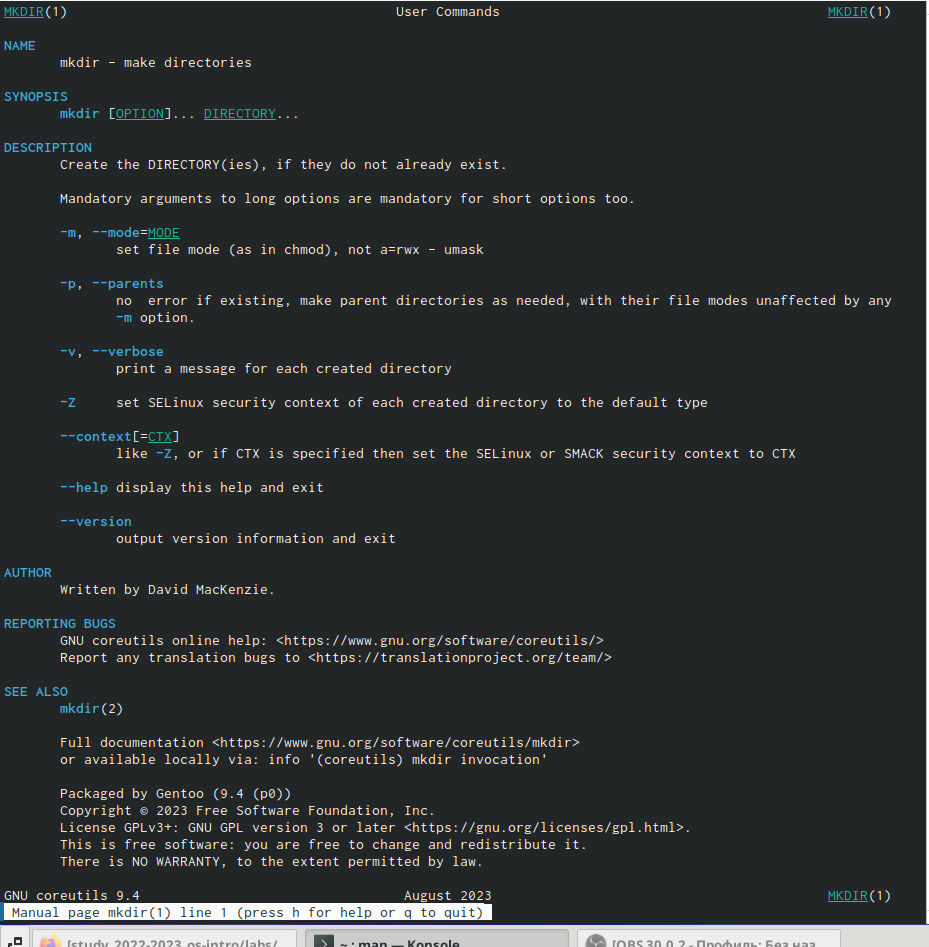 MKDIR(1) User Commands MKDIR(1)
NAME
mkdir - make directories
SYNOPSIS
mkdir [OPTION]... DIRECTORY...
DESCRIPTION
Create the DIRECTORY(ies), if they do not already exist.
Mandatory arguments to long options are mandatory for short options too.
-m, --mode=MODE
set file mode (as in chmod), not a=rwx - umask
-p, --parents
no  error if existing, make parent directories as needed, with their file modes unaffected by any
-m option.
-v, --verbose
print a message for each created directory
-Z set SELinux security context of each created directory to the default type
--context[=CTX]
like -Z, or if CTX is specified then set the SELinux or SMACK security context to CTX
--help display this help and exit
--version
output version information and exit
AUTHOR
Written by David MacKenzie.
REPORTING BUGS
GNU coreutils online help: <https://www.gnu.org/software/coreutils/>
Report any translation bugs to <https://translationproject.org/team/>
SEE ALSO
mkdir(2)
Full documentation <https://www.gnu.org/software/coreutils/mkdir>
or available locally via: info '(coreutils) mkdir invocation'
Packaged by Gentoo (9.4 (p0))
Copyright © 2023 Free Software Foundation, Inc.
License GPLv3+: GNU GPL version 3 or later <https://gnu.org/licenses/gpl.html>.
This is free software: you are free to change and redistribute it.
There is NO WARRANTY, to the extent permitted by law.
GNU coreutils 9.4 August 2023 MKDIR(1)
Manual page mkdir(1) line 1 (press h for help or q to quit)
[study_2022-2023_os-intro/labs/ ~ : man — Konsole [OBS 30.0.2 - Профиль: Без наз